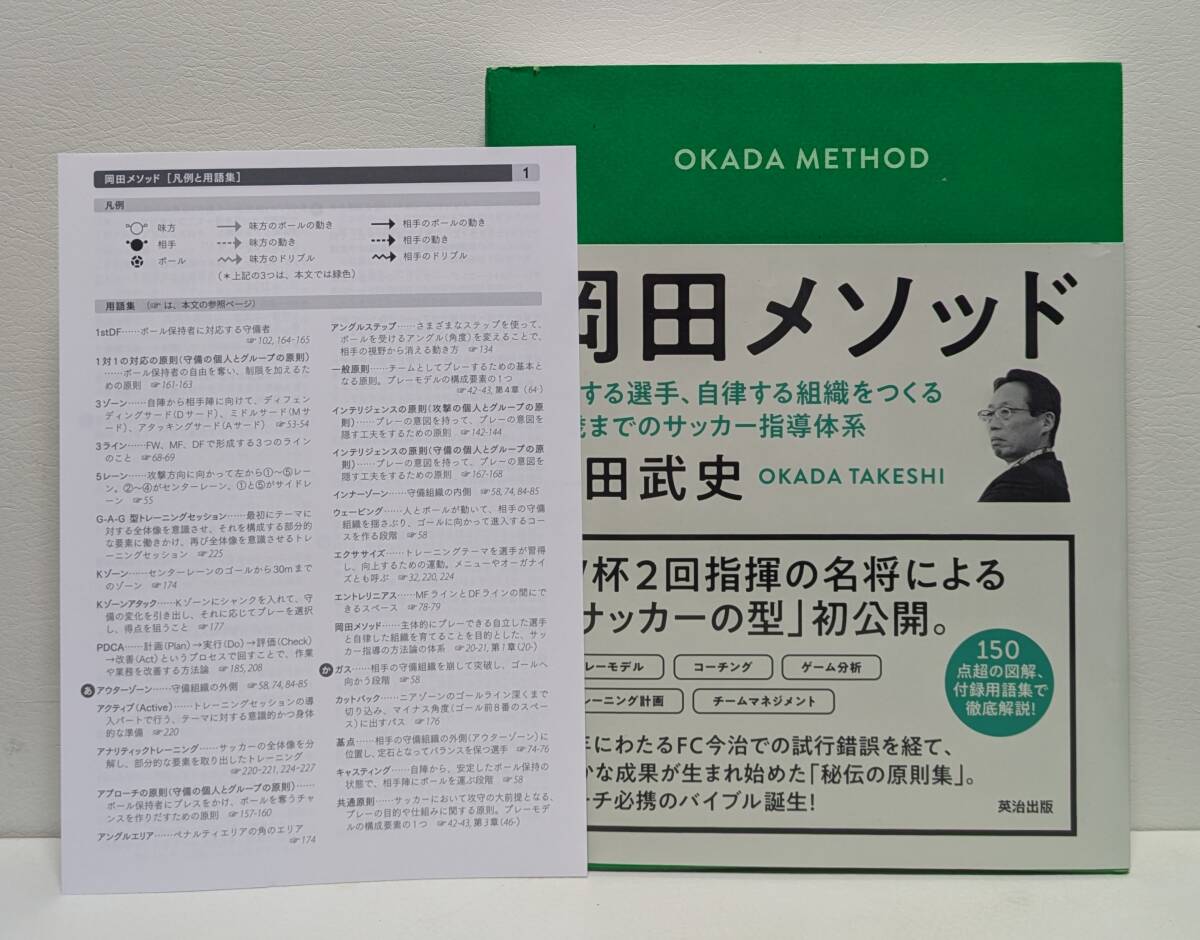 岡田メソッド［凡例と用語集］ 1
凡例
味方 味方のボールの動き 相手のボールの動き
相手 味方の動き 相手の動き
ボール 味方のドリブル 相手のドリブル
（＊上記の3つは、本文では緑色）
用語集 （☞は、本文の参照ページ）
1stDF……ボール保持者に対応する守備者
☞102, 164-165
1対1の対応の原則（守備の個人とグループの原則）
……ボール保持者の自由を奪い、制限を加えるた
めの原則 ☞161-163
3ゾーン……自陣から相手陣に向けて、ディフェン
ディングサード（Dサード）、ミドルサード（Mサ
ード）、アタッキングサード（Aサード） ☞53-54
3ライン……FW、MF、DFで形成する3つのライン
のこと ☞68-69
5レーン……攻撃方向に向かって左から①〜⑤レー
ン。②〜④がセンターレーン、①と⑤がサイドレ
ーン ☞55
G-A-G 型トレーニングセッション……最初にテーマに
対する全体像を意識させ、それを構成する部分的
な要素に働きかけ、再び全体像を意識させるトレ
ーニングセッション ☞225
Kゾーン……センターレーンのゴールから30mまで
のゾーン ☞174
Kゾーンアタック……Kゾーンにシャンクを入れて、守
備の変化を引き出し、それに応じてプレーを選択
し、得点を狙うこと ☞177
PDCA……計画(Plan)→実行(Do)→評価(Check)
→改善(Act)というプロセスで回すことで、作業
や業務を改善する方法論 ☞185, 208
あ アウターゾーン……守備組織の外側 ☞58, 74, 84-85
アクティブ(Active)……トレーニングセッションの導
入パートで行う、テーマに対する意識的かつ身体
的な準備 ☞220
アナリティックトレーニング……サッカーの全体像を分
解し、部分的な要素を取り出したトレーニング
☞220-221, 224-227
アプローチの原則（守備の個人とグループの原則）……
ボール保持者にプレスをかけ、ボールを奪うチャ
ンスを作りだすための原則 ☞157-160
アングルエリア……ペナルティエリアの角のエリア
☞174
アングルステップ……さまざまなステップを使って、
ボールを受けるアングル（角度）を変えることで、
相手の視野から消える動き方 ☞134
一般原則……チームとしてプレーするための基本と
なる原則。プレーモデルの構成要素の1つ
☞42-43, 第4章（64-）
インテリジェンスの原則（攻撃の個人とグループの原
則）……プレーの意図を持って、プレーの意図を
隠す工夫をするための原則 ☞142-144
インテリジェンスの原則（守備の個人とグループの原
則）……プレーの意図を持って、プレーの意図を
隠す工夫をするための原則 ☞167-168
インナーゾーン……守備組織の内側 ☞58, 74, 84-85
ウェービング……人とボールが動いて、相手の守備
組織を揺さぶり、ゴールに向かって進入するコー
スを作る段階 ☞58
エクササイズ……トレーニングテーマを選手が習得
し、向上するための運動。メニューやオーガナイ
ズとも呼ぶ ☞32, 220, 224
エントレリニアス……MFラインとDFラインの間にで
きるスペース ☞78-79
岡田メソッド……主体的にプレーできる自立した選手
と自律した組織を育てることを目的とした、サッ
カー指導の方法論の体系 ☞20-21, 第1章（20-）
か ガス……相手の守備組織を崩して突破し、ゴールへ
向かう段階 ☞58
カットバック……ニアゾーンのゴールライン深くまで
切り込み、マイナス角度（ゴール前8番のスペー
ス）に出すパス ☞176
基点……相手の守備組織の外側（アウターゾーン）に
位置し、定石となってバランスを保つ選手 ☞74-76
キャスティング……自陣から、安定したボール保持の
状態で、相手陣にボールを運ぶ段階 ☞58
共通原則……サッカーにおいて攻守の大前提となる、
プレーの目的や仕組みに関する原則。プレーモデ
ルの構成要素の1つ ☞42-43, 第3章（46-）
OKADA METHOD
岡田メソッド
する選手、自律する組織をつくる
歳までのサッカー指導体系
田武史 OKADA TAKESHI
W杯2回指揮の名将による
サッカーの型」初公開。
レーモデル コーチング ゲーム分析
ーニング計画 チームマネジメント
150
点超の図解、
付録用語集で
徹底解説！
年にわたるFC今治での試行錯誤を経て、
かな成果が生まれ始めた「秘伝の原則集」。
ーチ必携のバイブル誕生！
英治出版